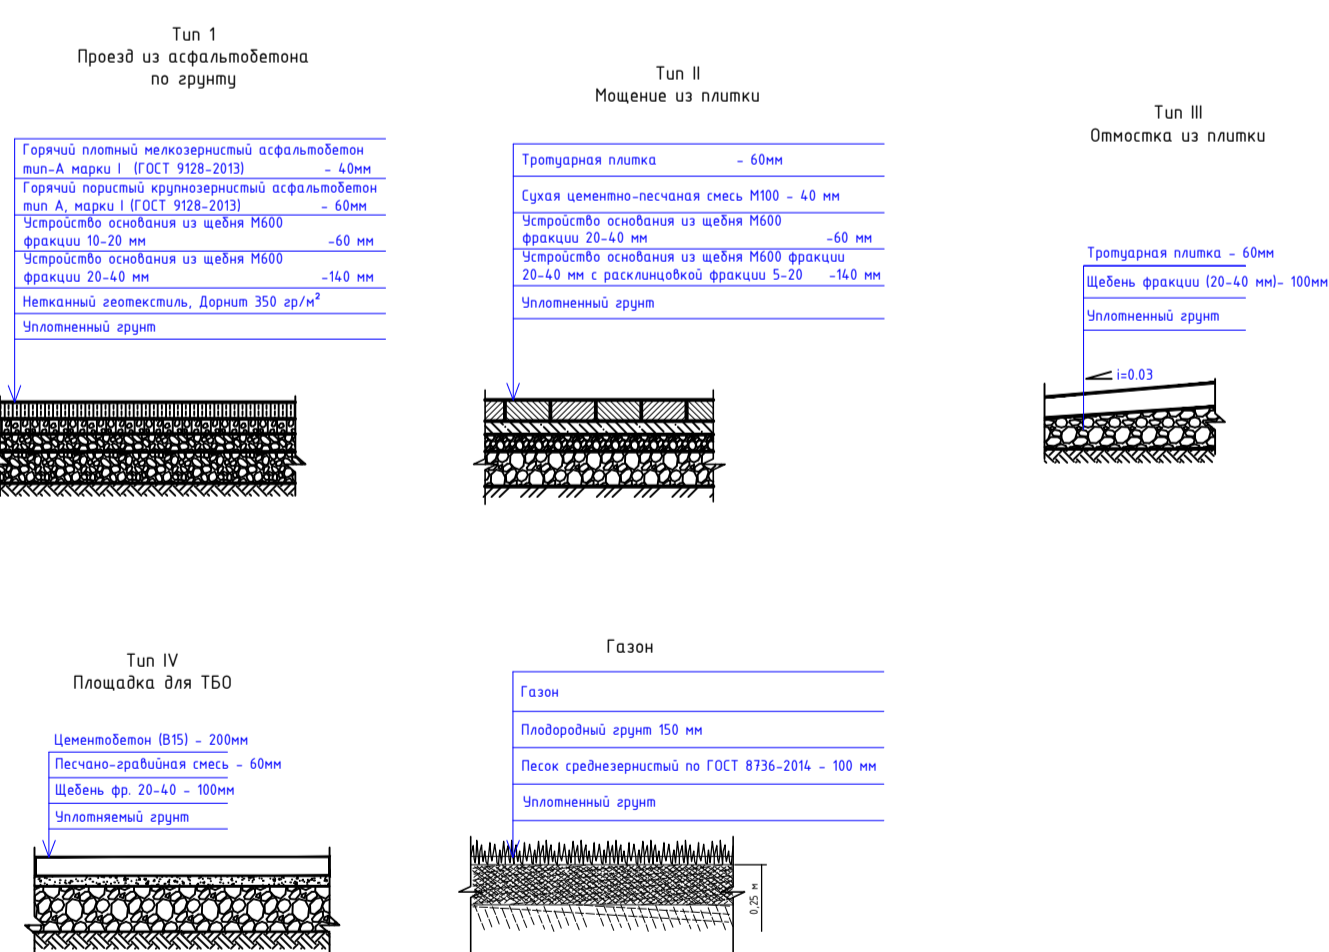 Тип 1
Проезд из асфальтобетона
по грунту
Горячий плотный мелкозернистый асфальтобетон
тип-А марки I (ГОСТ 9128-2013) - 40мм
Горячий пористый крупнозернистый асфальтобетон
тип А, марки I (ГОСТ 9128-2013) - 60мм
Устройство основания из щебня М600
фракции 10-20 мм -60 мм
Устройство основания из щебня М600
фракции 20-40 мм -140 мм
Нетканный геотекстиль, Дорнит 350 гр/м²
Уплотненный грунт
Тип II
Мощение из плитки
Тротуарная плитка - 60мм
Сухая цементно-песчаная смесь М100 - 40 мм
Устройство основания из щебня М600
фракции 20-40 мм -60 мм
Устройство основания из щебня М600 фракции
20-40 мм с расклинцовкой фракции 5-20 -140 мм
Уплотненный грунт
Тип III
Отмостка из плитки
Тротуарная плитка - 60мм
Щебень фракции (20-40 мм)- 100мм
Уплотненный грунт
i=0.03
Тип IV
Площадка для ТБО
Цементобетон (В15) - 200мм
Песчано-гравийная смесь - 60мм
Щебень фр. 20-40 - 100мм
Уплотняемый грунт
Газон
Газон
Плодородный грунт 150 мм
Песок среднезернистый по ГОСТ 8736-2014 - 100 мм
Уплотненный грунт
0,25 м